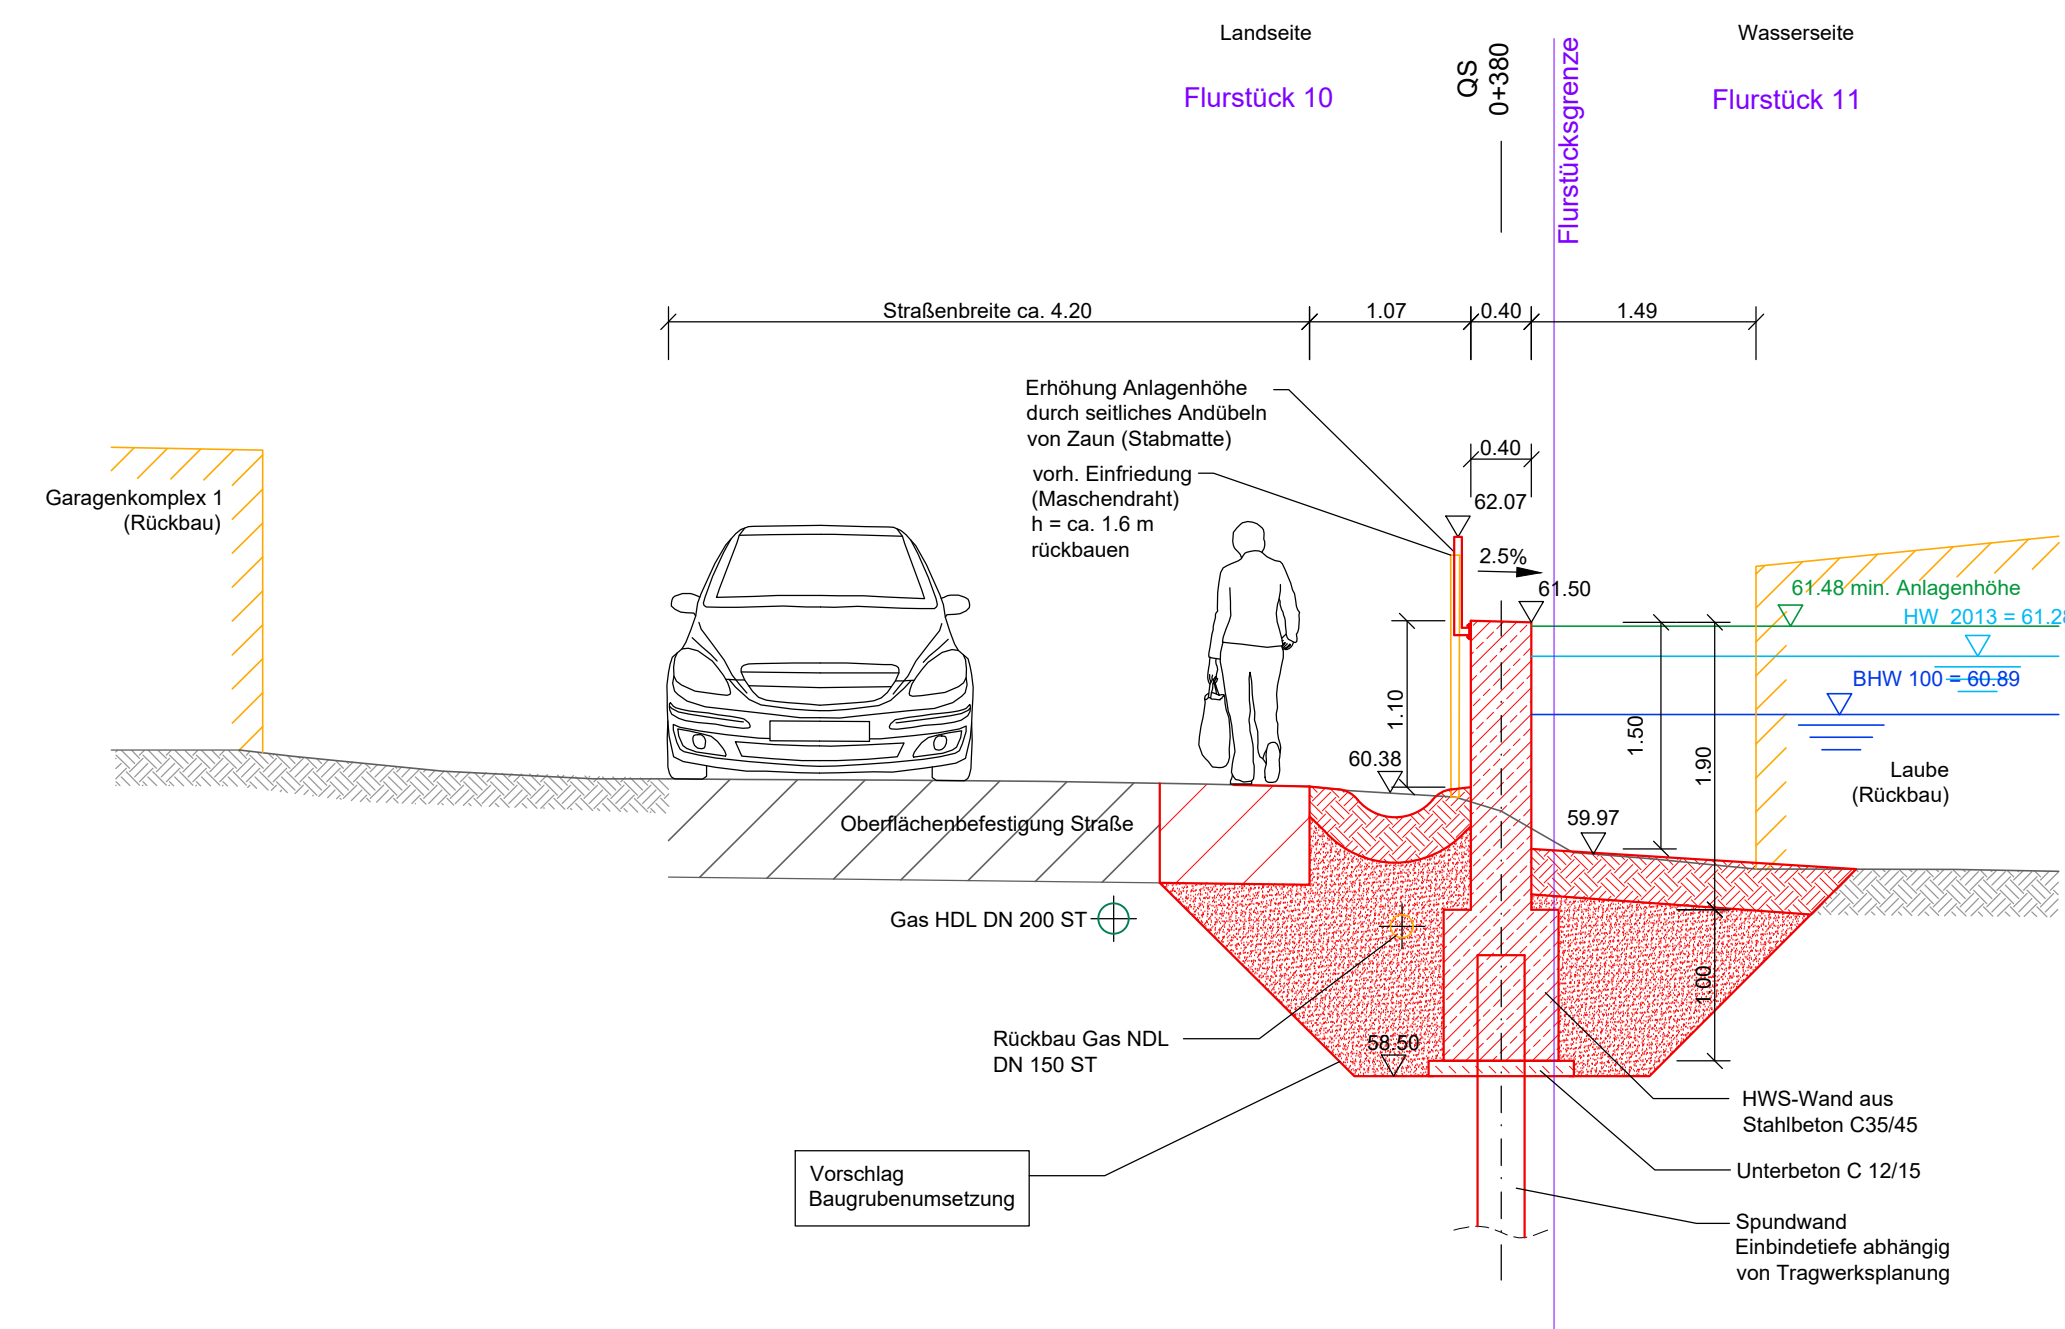 Landseite
Wasserseite
QS
0+380
Flurstücksgrenze
Flurstück 10
Flurstück 11
Straßenbreite ca. 4.20
1.07
0.40
1.49
Erhöhung Anlagenhöhe
durch seitliches Andübeln
von Zaun (Stabmatte)
0.40
vorh. Einfriedung
(Maschendraht)
h = ca. 1.6 m
rückbauen
62.07
2.5%
61.50
Garagenkomplex 1
(Rückbau)
61.48 min. Anlagenhöhe
HW 2013 = 61.28
BHW 100 = 60.89
1.10
1.50
1.90
60.38
Laube
(Rückbau)
59.97
Oberflächenbefestigung Straße
Gas HDL DN 200 ST
1.00
Rückbau Gas NDL
DN 150 ST
58.50
HWS-Wand aus
Stahlbeton C35/45
Unterbeton C 12/15
Vorschlag
Baugrubenumsetzung
Spundwand
Einbindetiefe abhängig
von Tragwerksplanung